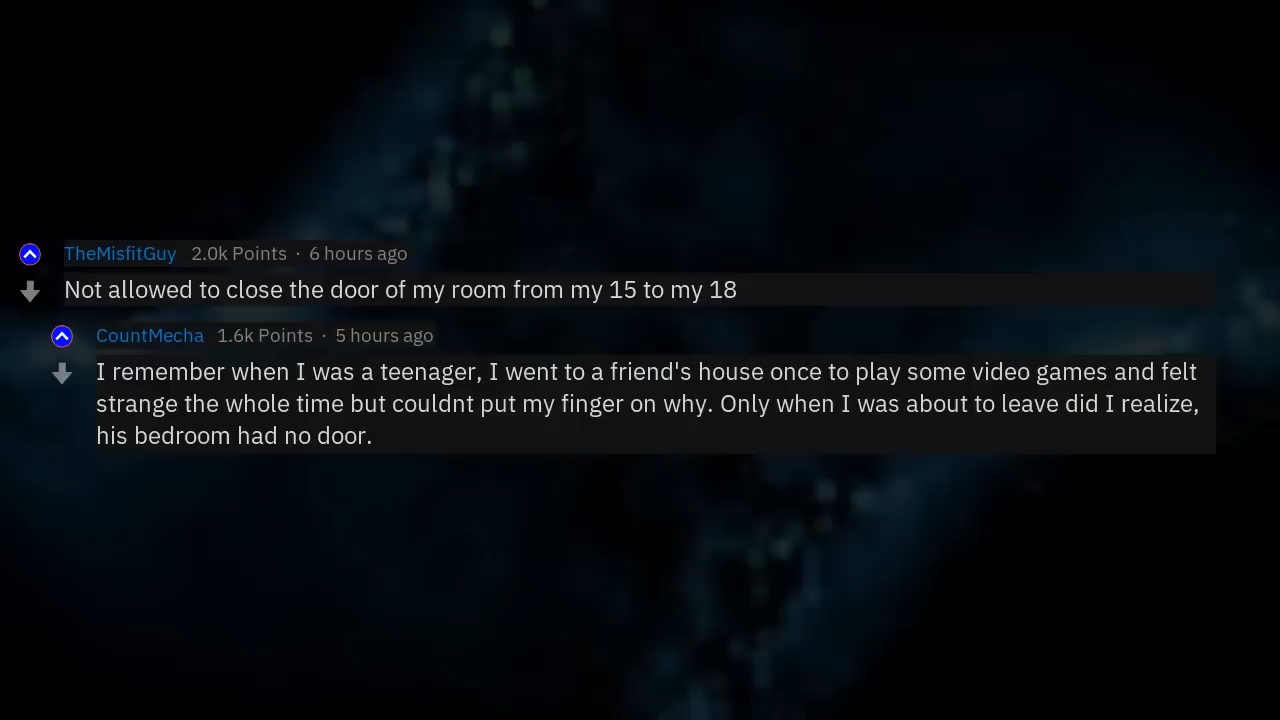 TheMisfitGuy 2.0k Points · 6 hours ago
Not allowed to close the door of my room from my 15 to my 18
CountMecha 1.6k Points · 5 hours ago
I remember when I was a teenager, I went to a friend's house once to play some video games and felt
strange the whole time but couldnt put my finger on why. Only when I was about to leave did I realize,
his bedroom had no door.